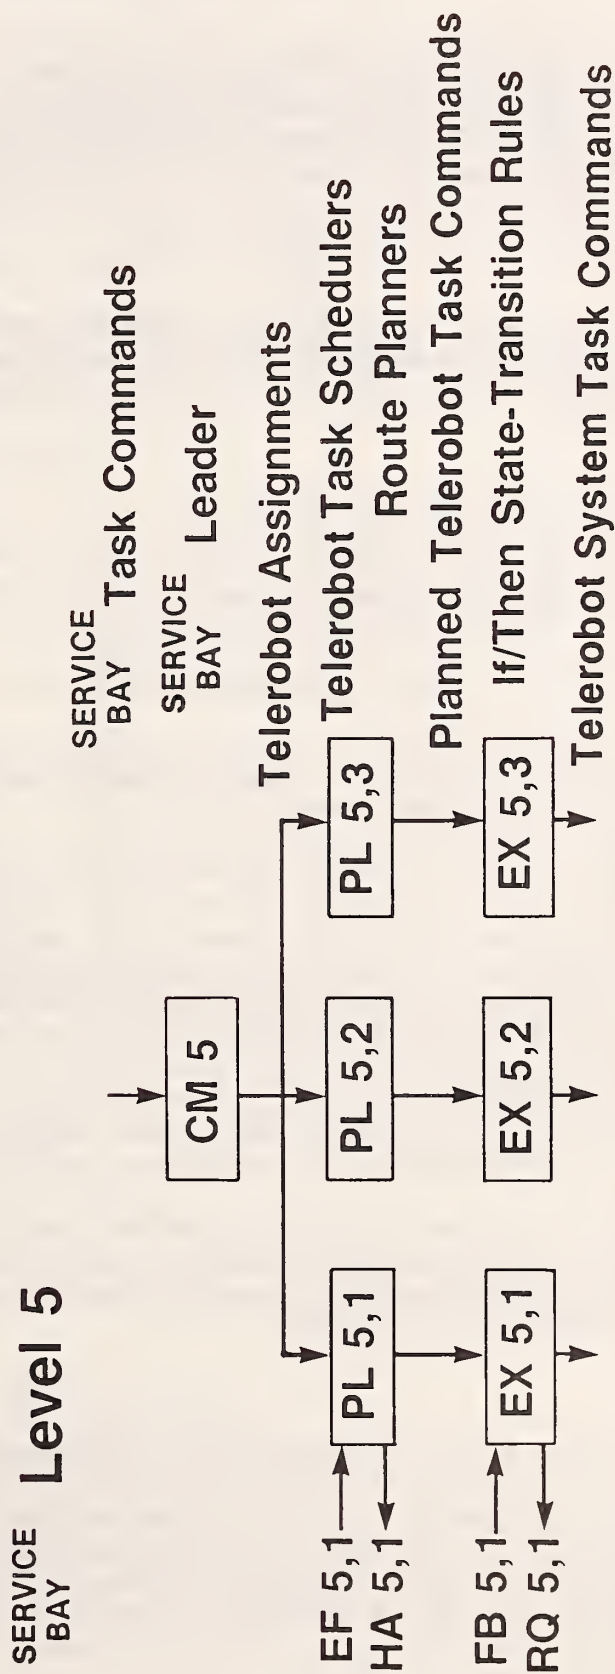 SERVICE
BAY Level 5
SERVICE
BAY Task Commands
CM 5
SERVICE
BAY Leader
Telerobot Assignments
EF 5,1
HA 5,1
PL 5,1
PL 5,2
PL 5,3
Telerobot Task Schedulers
Route Planners
Planned Telerobot Task Commands
FB 5,1
RQ 5,1
EX 5,1
EX 5,2
EX 5,3
If/Then State-Transition Rules
Telerobot System Task Commands